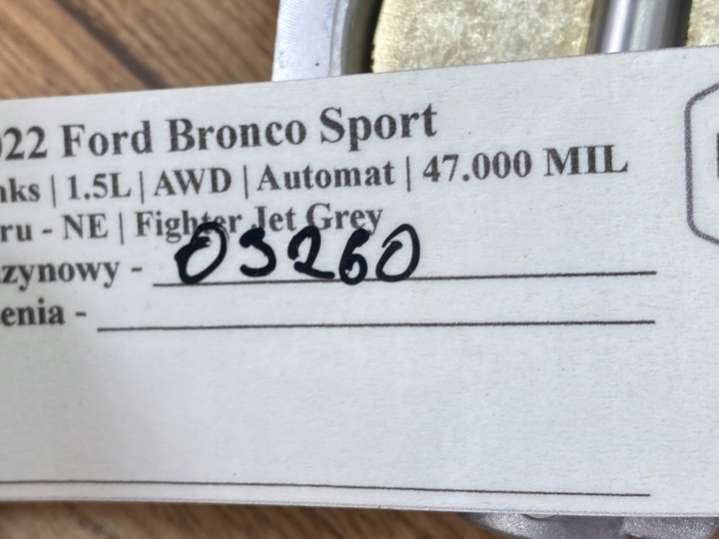 022 Ford Bronco Sport
nks | 1.5L | AWD | Automat | 47.000 MIL
ru - NE | Fighter Jet Grey
zynowy - 03260
enia -